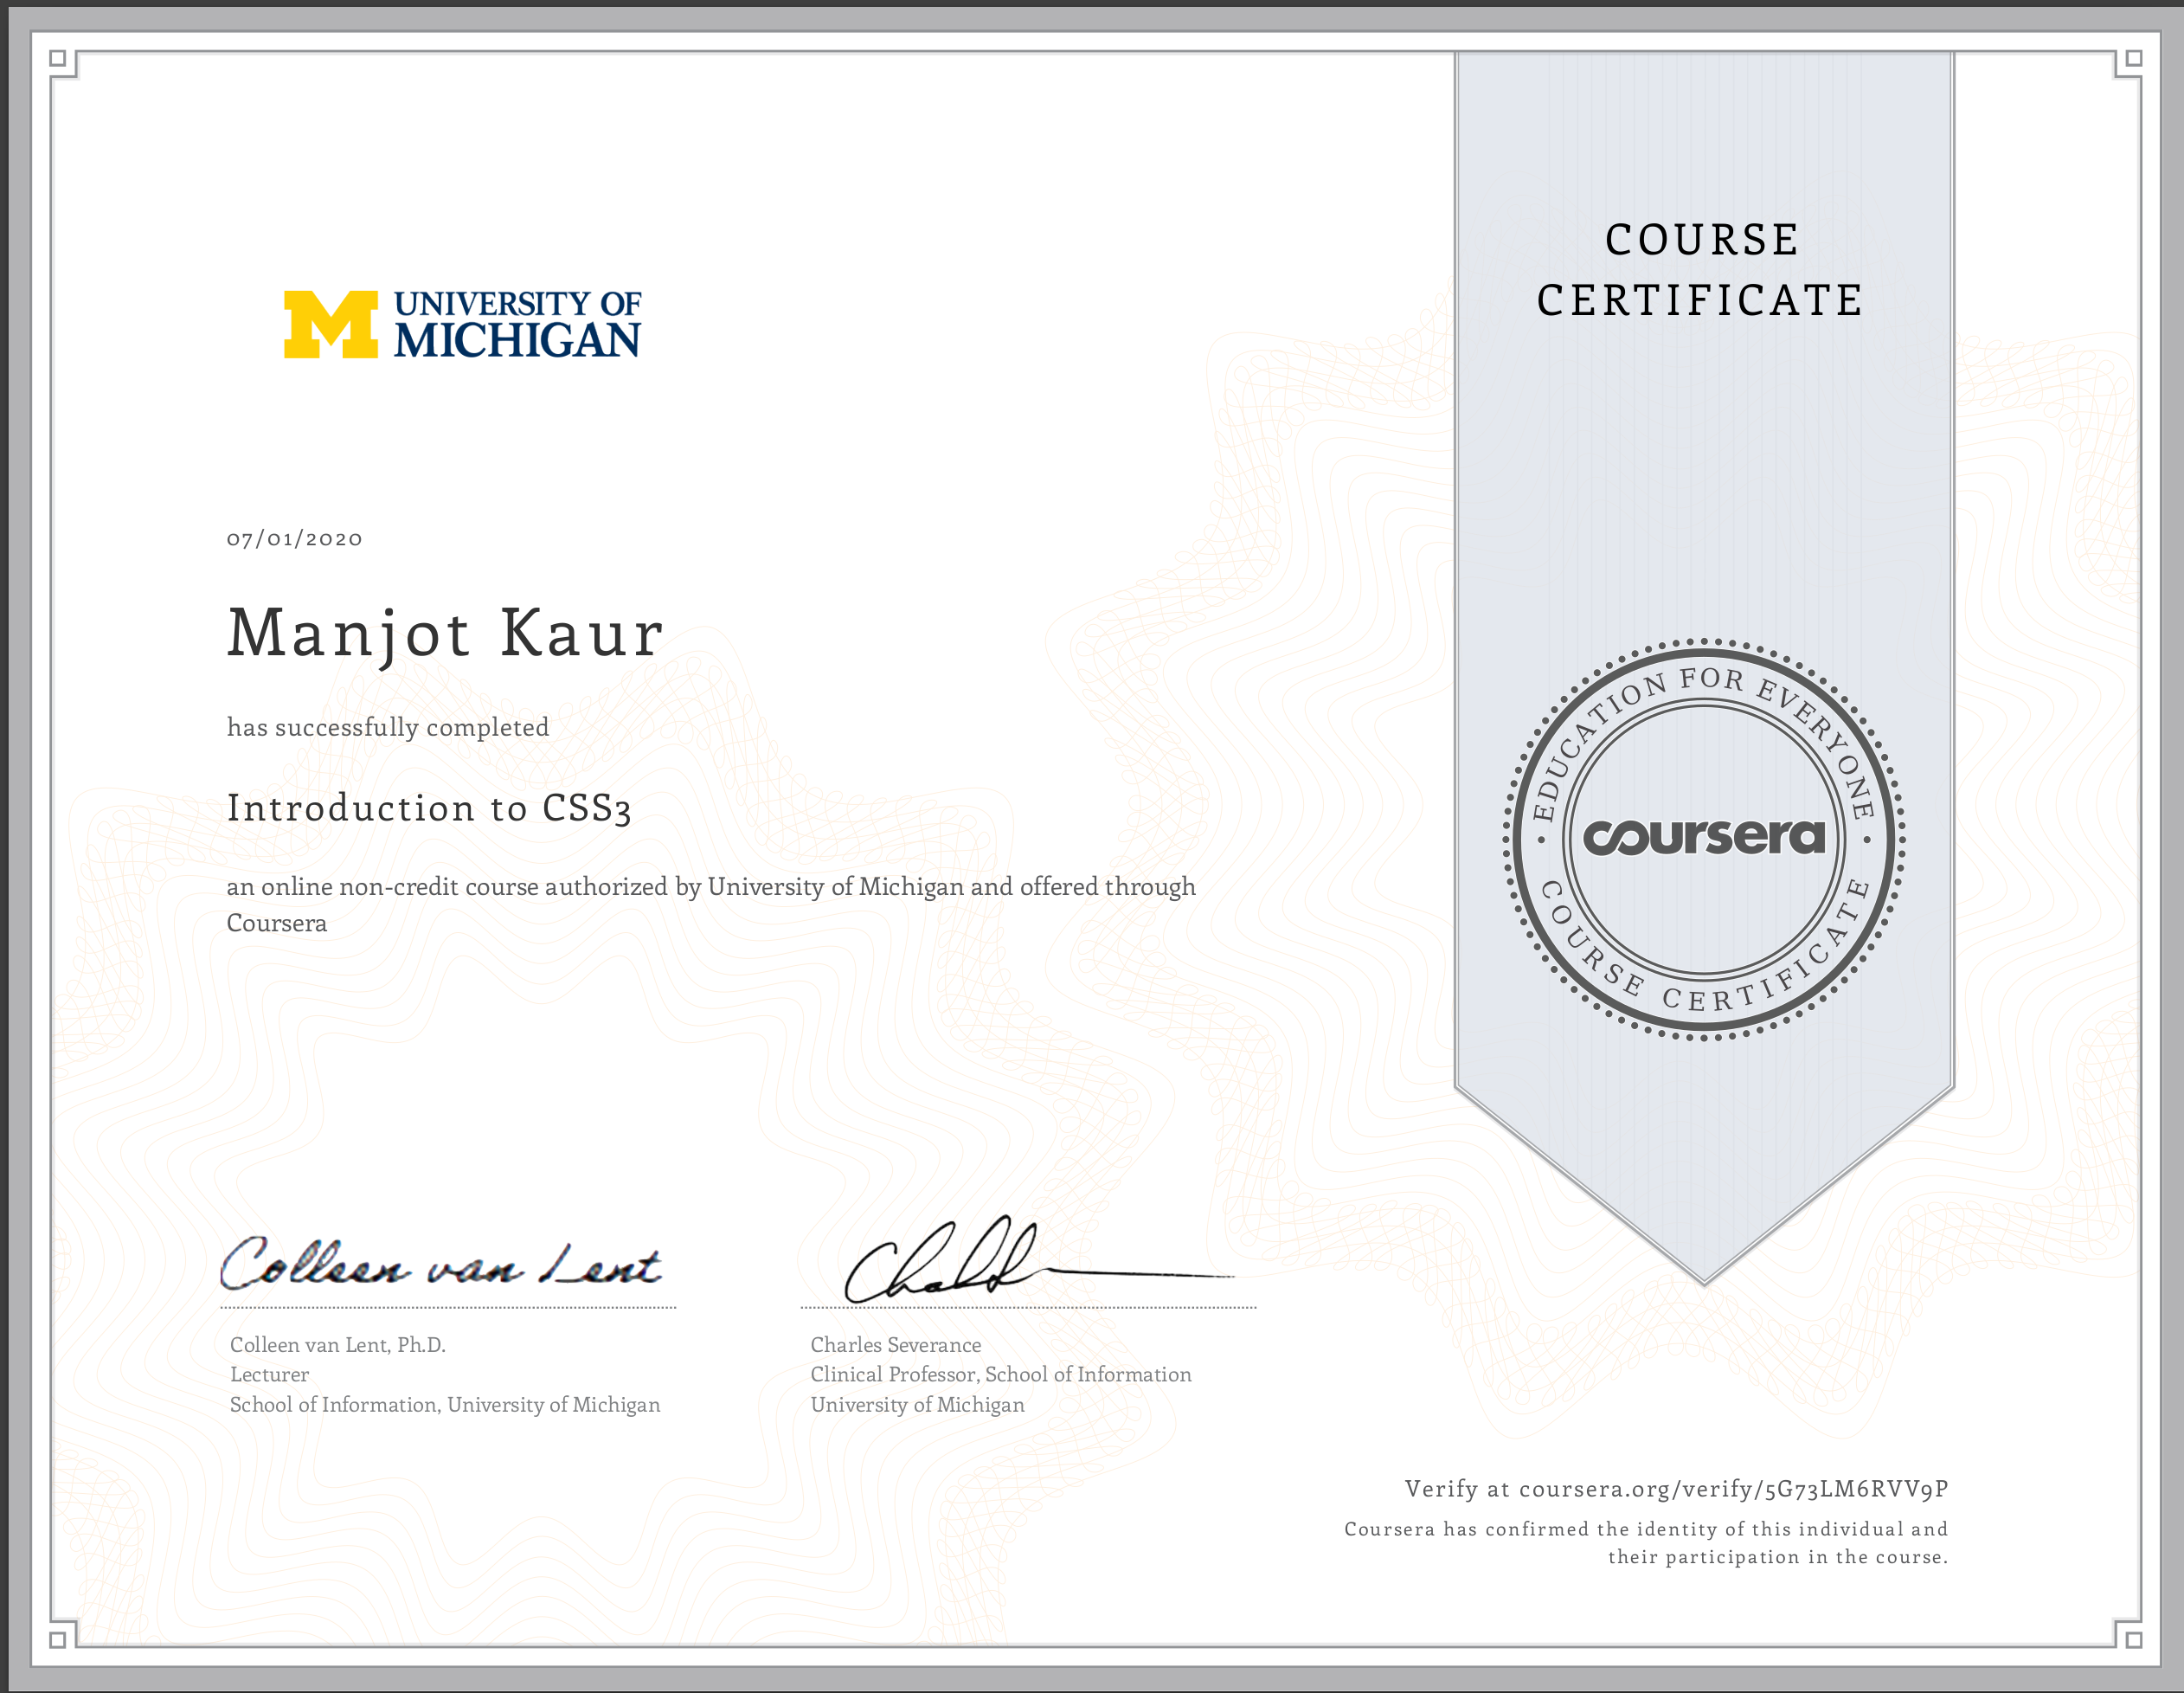 UNIVERSITY OF
MICHIGAN
COURSE
CERTIFICATE
07/01/2020
Manjot Kaur
has successfully completed
Introduction to CSS3
an online non-credit course authorized by University of Michigan and offered through
Coursera
EDUCATION FOR EVERYONE
coursera
COURSE CERTIFICATE
Colleen van Lent
Colleen van Lent, Ph.D.
Lecturer
School of Information, University of Michigan
Charles Severance
Clinical Professor, School of Information
University of Michigan
Verify at coursera.org/verify/5G73LM6RVV9P
Coursera has confirmed the identity of this individual and
their participation in the course.